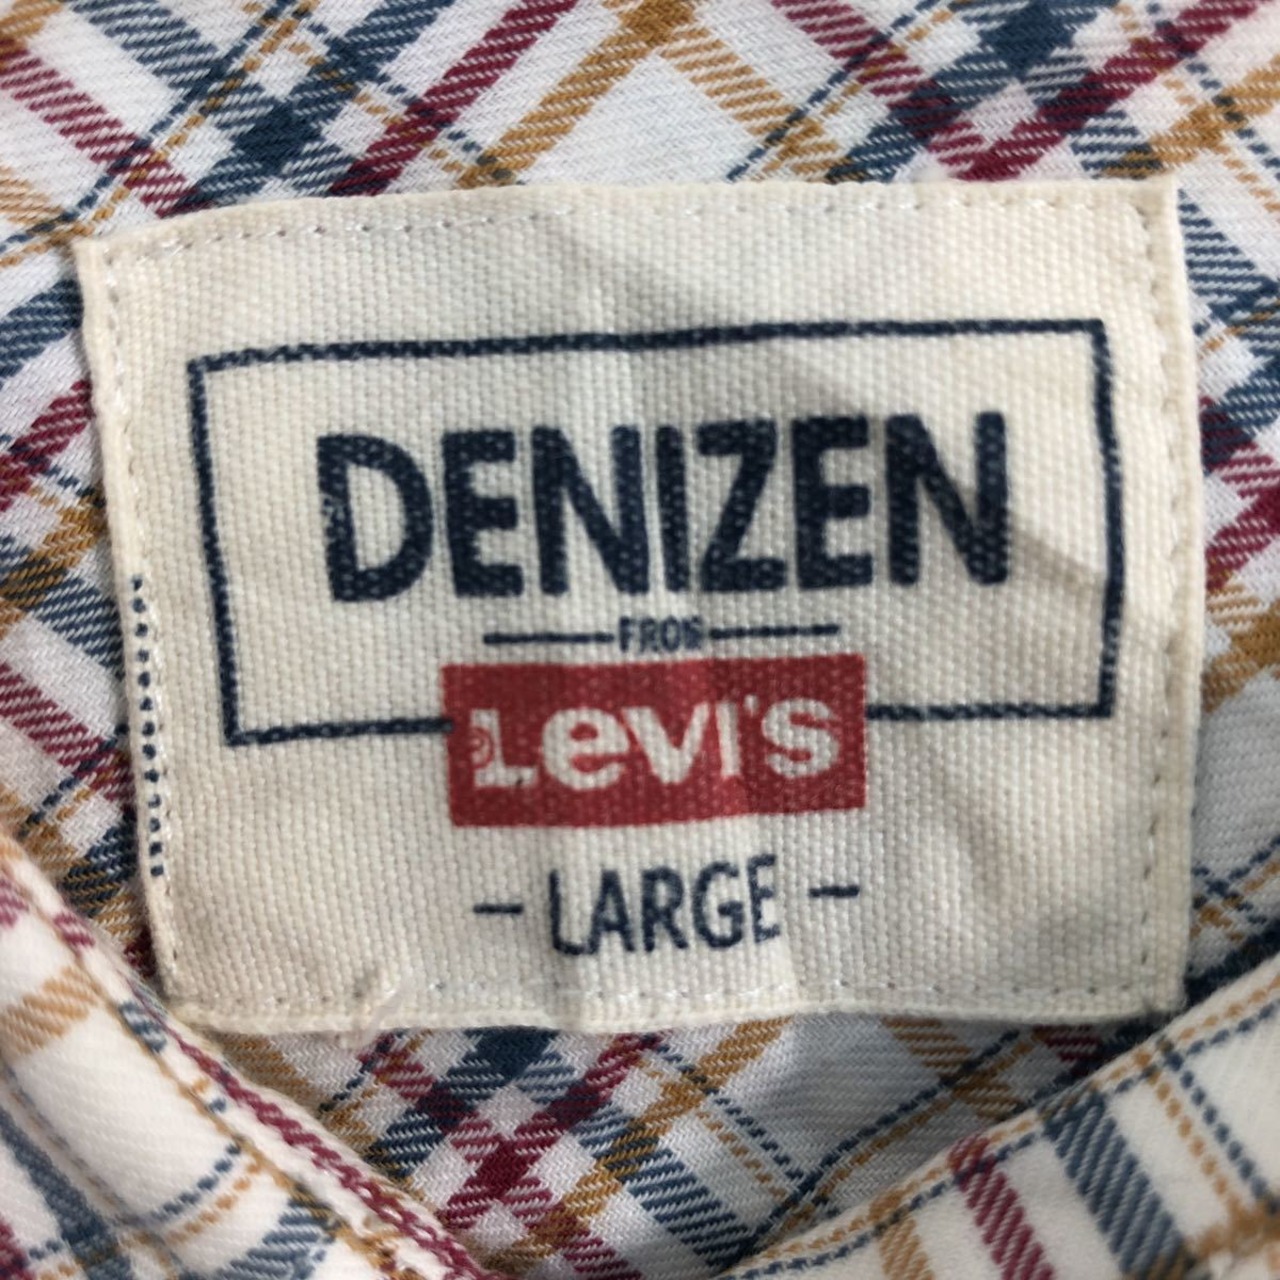 DENIZEN
FROM
Levi's
- LARGE -